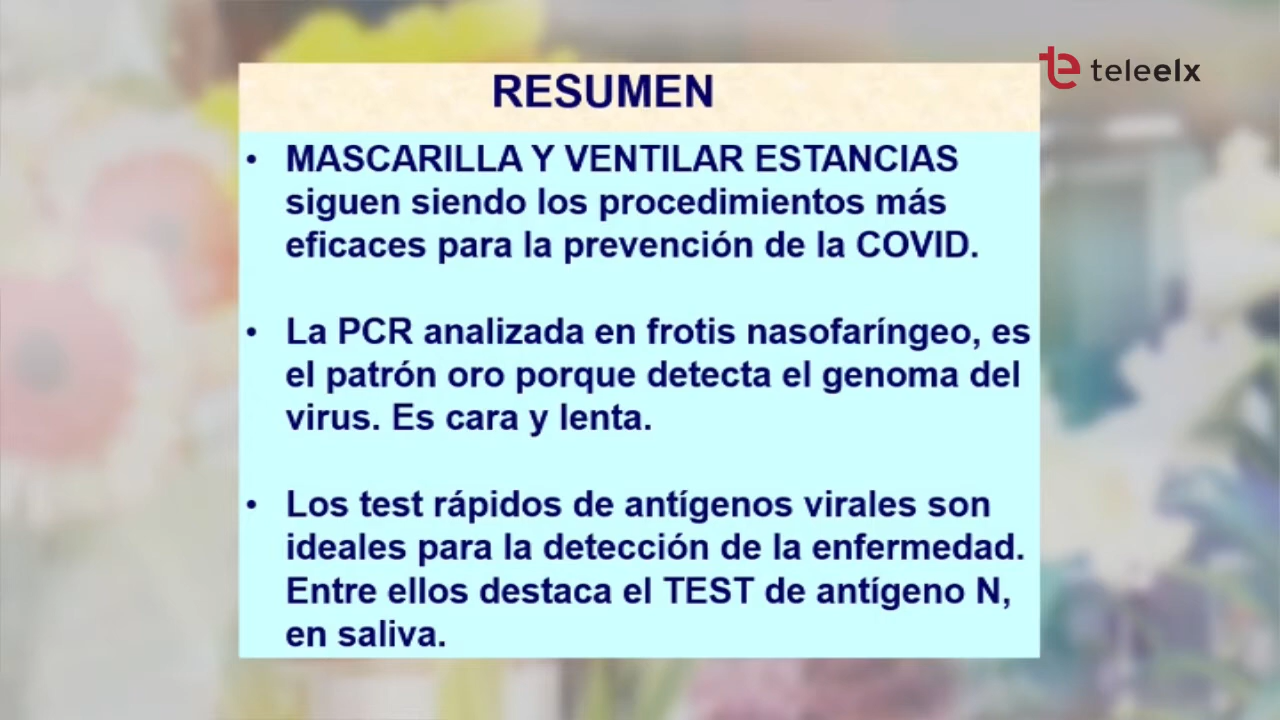 RESUMEN
teleelx
• MASCARILLA Y VENTILAR ESTANCIAS
siguen siendo los procedimientos más
eficaces para la prevención de la COVID.
• La PCR analizada en frotis nasofaríngeo, es
el patrón oro porque detecta el genoma del
virus. Es cara y lenta.
• Los test rápidos de antígenos virales son
ideales para la detección de la enfermedad.
Entre ellos destaca el TEST de antígeno N,
en saliva.